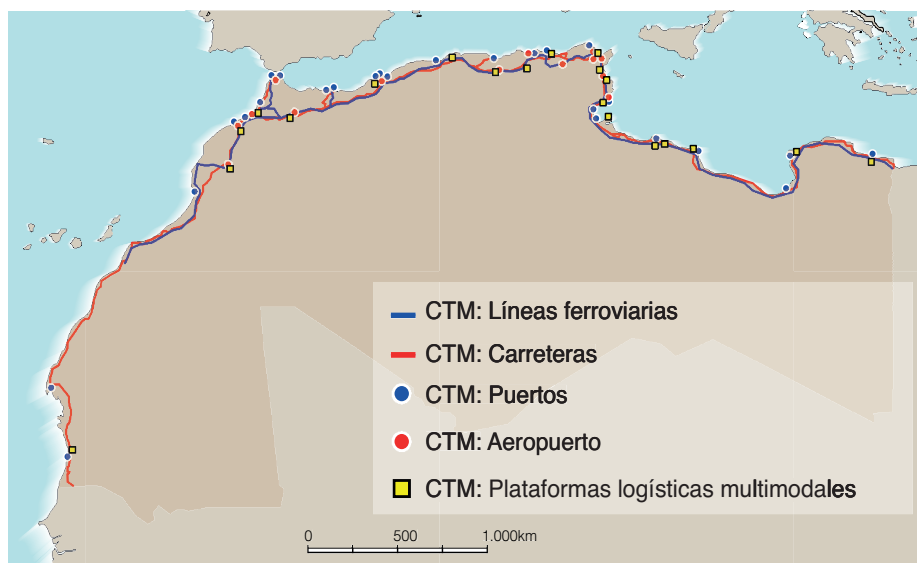 CTM: Líneas ferroviarias
CTM: Carreteras
CTM: Puertos
CTM: Aeropuerto
CTM: Plataformas logísticas multimodales
0 500 1.000km